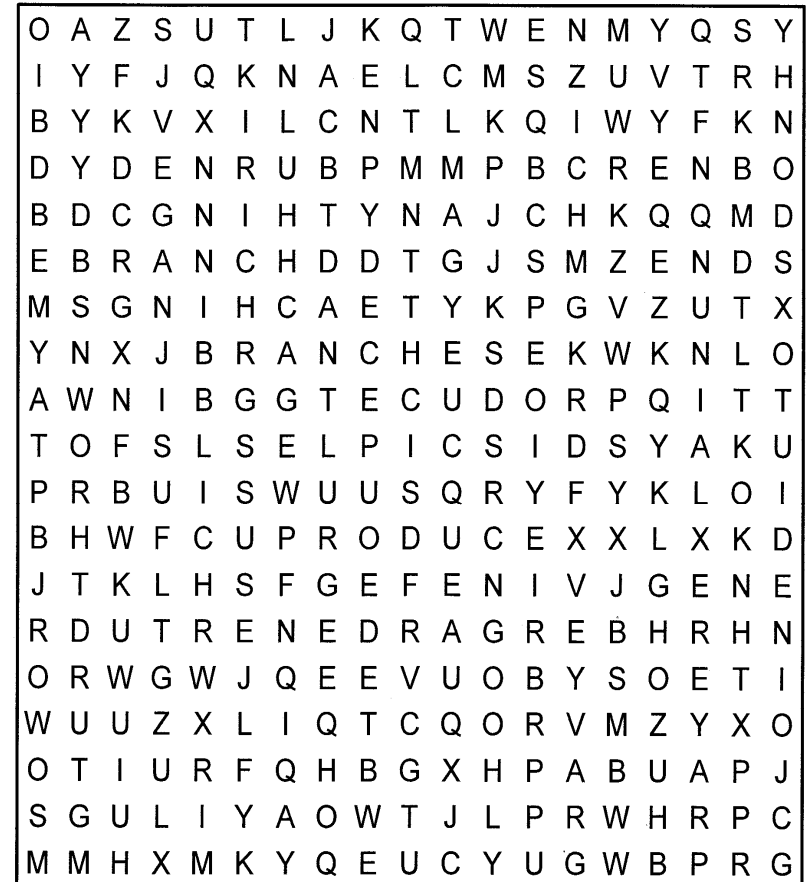 O A Z S U T L J K Q T W E N M Y Q S Y
I Y F J Q K N A E L C M S Z U V T R H
B Y K V X I L C N T L K Q I W Y F K N
D Y D E N R U B P M M P B C R E N B O
B D C G N I H T Y N A J C H K Q Q M D
E B R A N C H D D T G J S M Z E N D S
M S G N I H C A E T Y K P G V Z U T X
Y N X J B R A N C H E S E K W K N L O
A W N I B G G T E C U D O R P Q I T T
T O F S L S E L P I C S I D S Y A K U
P R B U I S W U U S Q R Y F Y K L O I
B H W F C U P R O D U C E X X L X K D
J T K L H S F G E F E N I V J G E N E
R D U T R E N E D R A G R E B H R H N
O R W G W J Q E E V U O B Y S O E T I
W U U Z X L I Q T C Q O R V M Z Y X O
O T I U R F Q H B G X H P A B U A P J
S G U L I Y A O W T J L P R W H R P C
M M H X M K Y Q E U C Y U G W B P R G